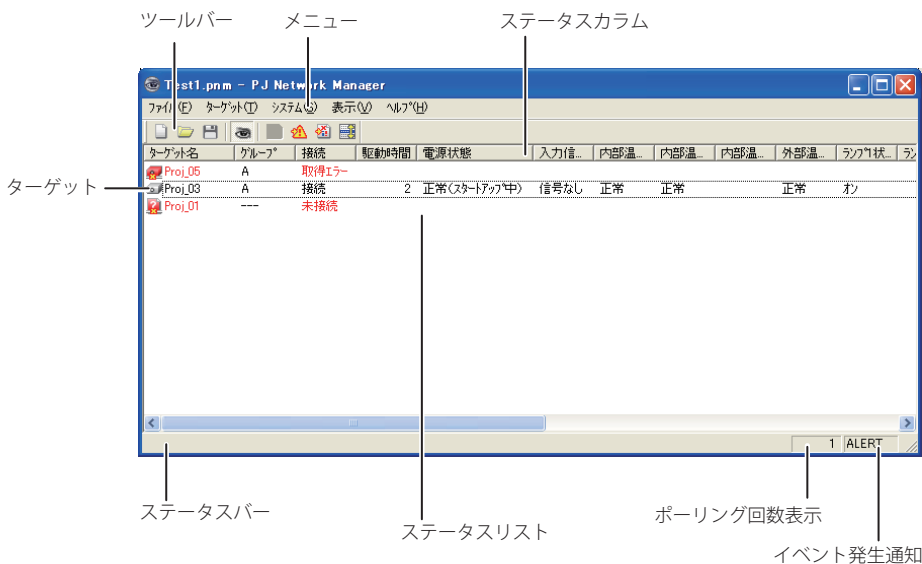 ツールバー メニュー ステータスカラム
Test1.pnm - PJ Network Manager
ファイル(F) ターゲット(T) システム(S) 表示(V) ヘルプ(H)
ターゲット名 グループ 接続 駆動時間 電源状態 入力信... 内部温... 内部温... 内部温... 外部温... ランプ1状... ラン
Proj_05 A 取得エラー
ターゲット
Proj_03 A 接続 2 正常(スタートアップ中) 信号なし 正常 正常 正常 オン
Proj_01 --- 未接続
1 ALERT
ステータスバー
ステータスリスト
ポーリング回数表示
イベント発生通知